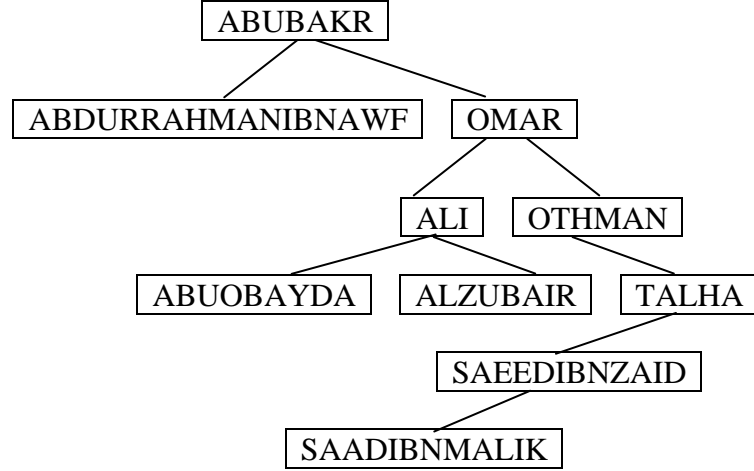 ABUBAKR
ABDURRAHMANIBNAWF
OMAR
ALI
OTHMAN
ABUOBAYDA
ALZUBAIR
TALHA
SAEEDIBNZAID
SAADIBNMALIK